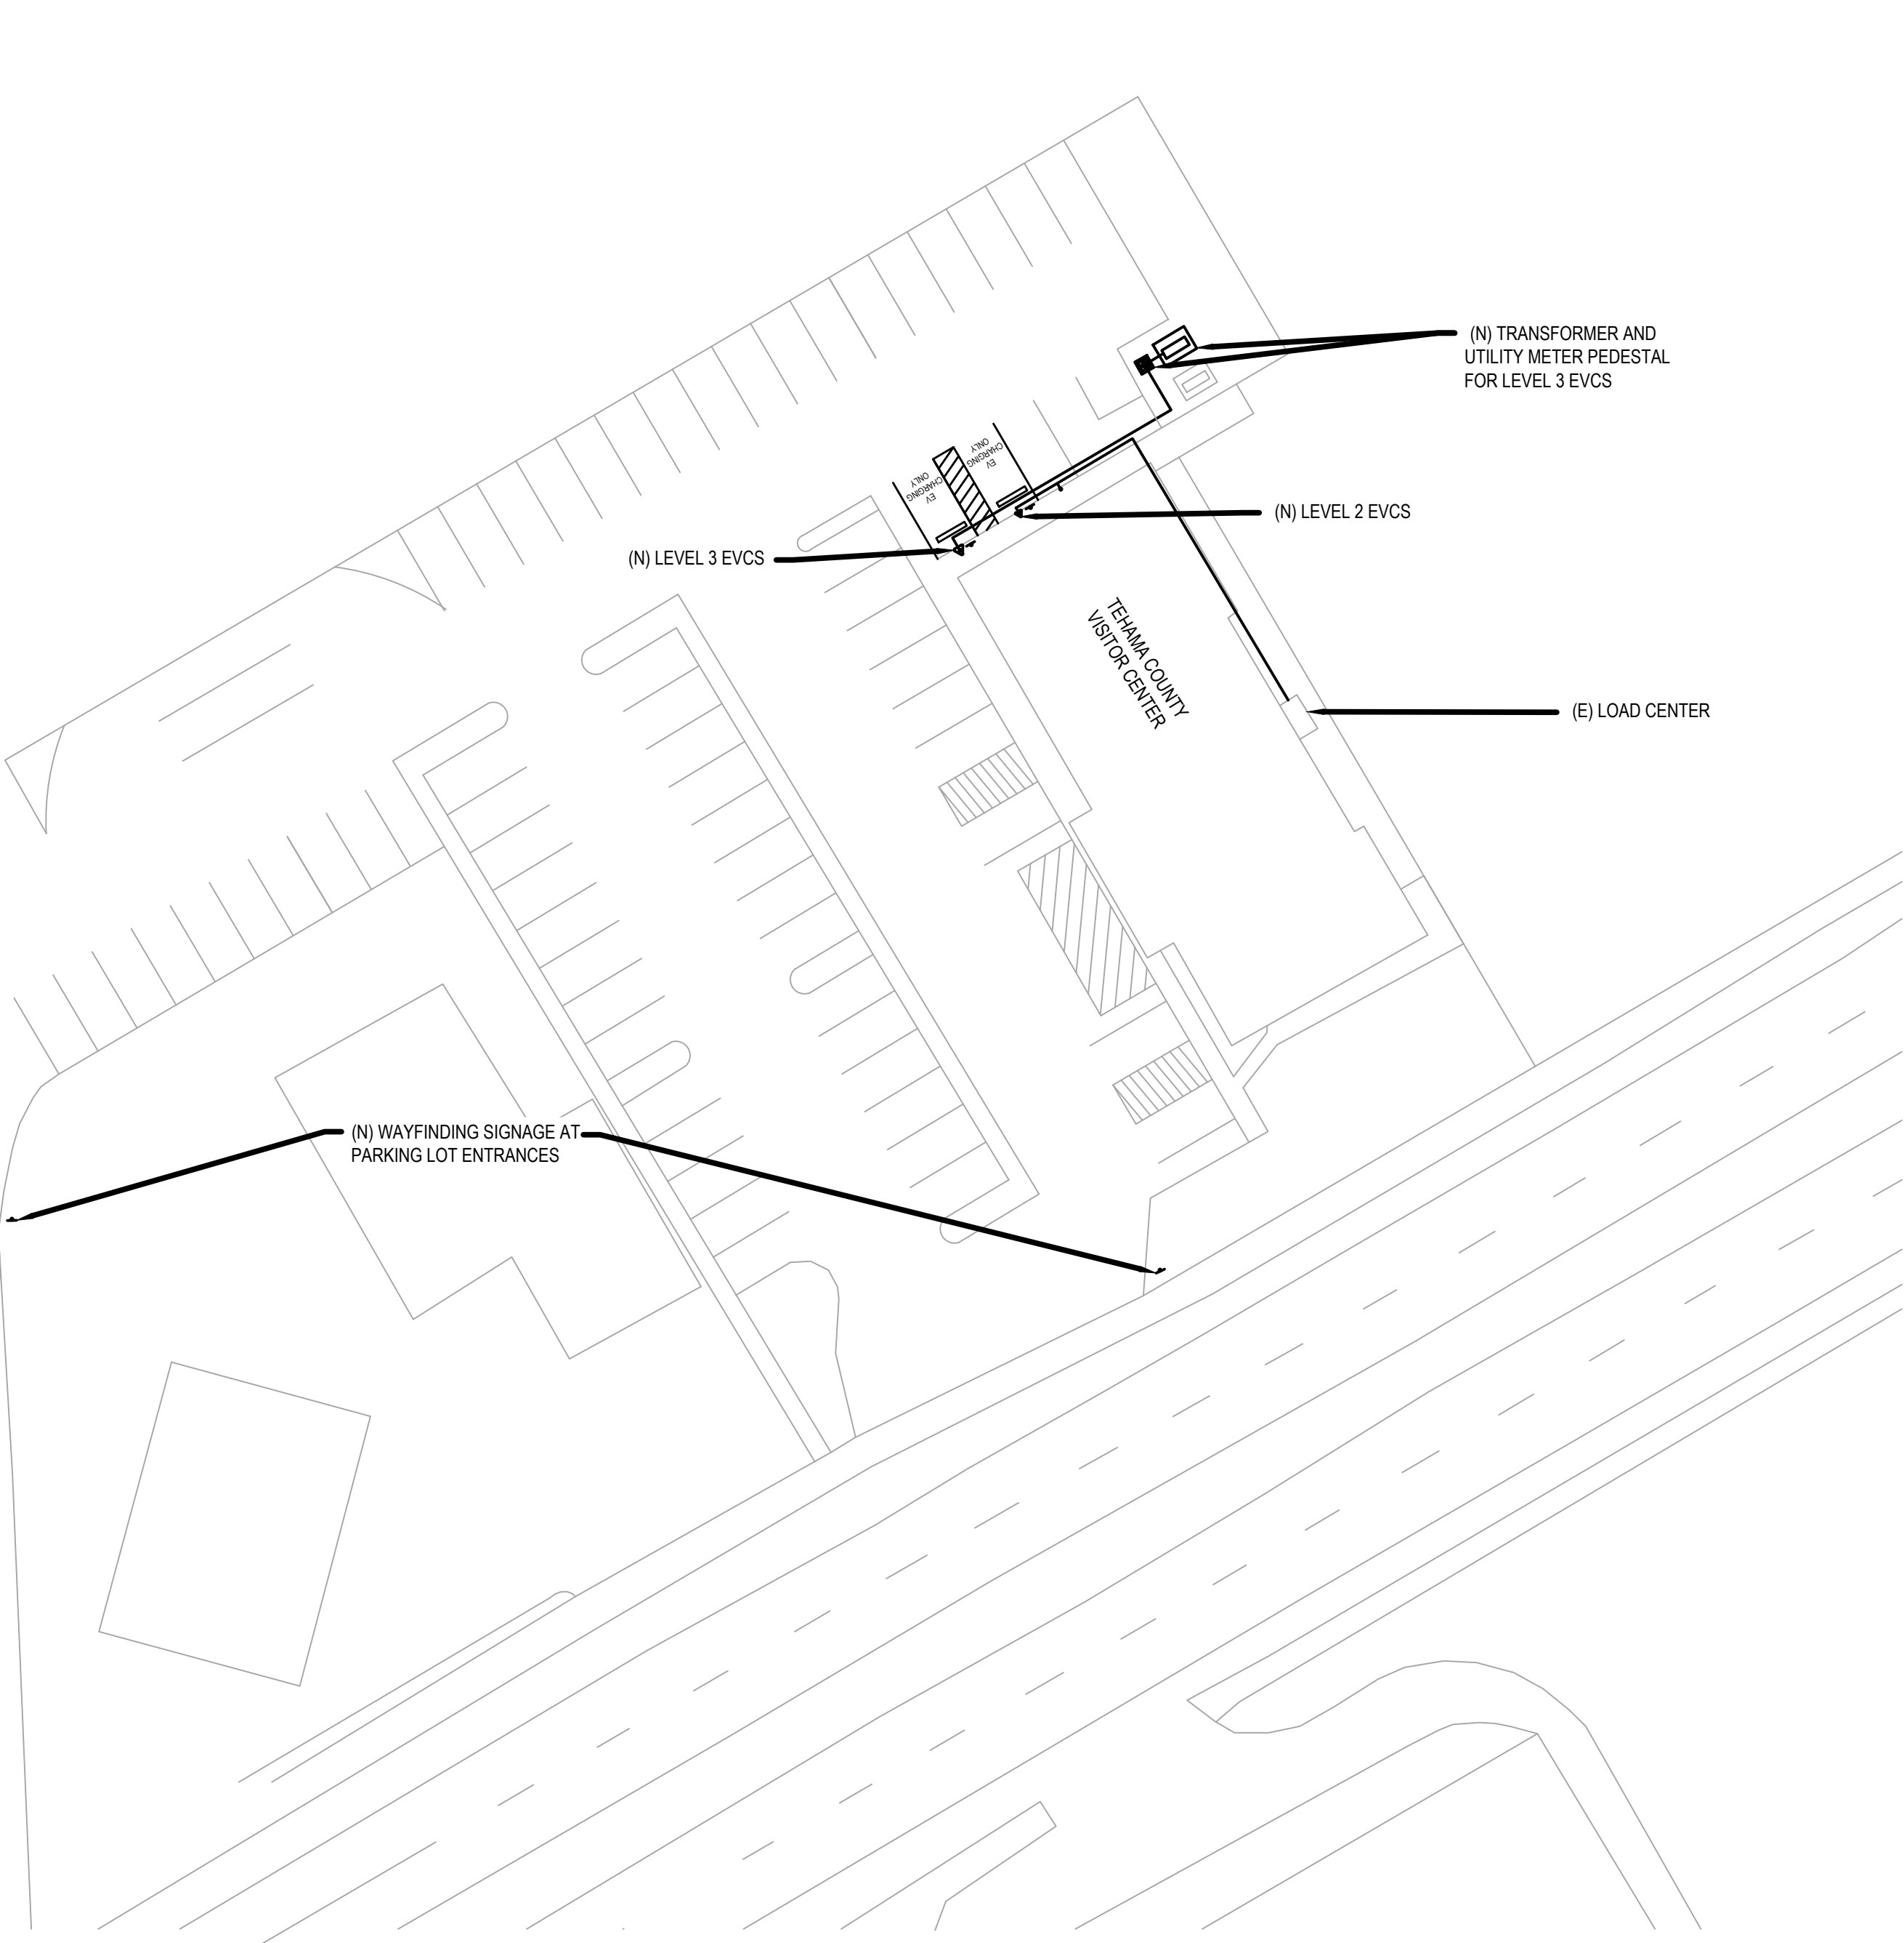 (N) TRANSFORMER AND
UTILITY METER PEDESTAL
FOR LEVEL 3 EVCS
EV
CHARGING
ONLY
EV
CHARGING
ONLY
(N) LEVEL 2 EVCS
(N) LEVEL 3 EVCS
TEHAMA COUNTY
VISITOR CENTER
(E) LOAD CENTER
(N) WAYFINDING SIGNAGE AT
PARKING LOT ENTRANCES